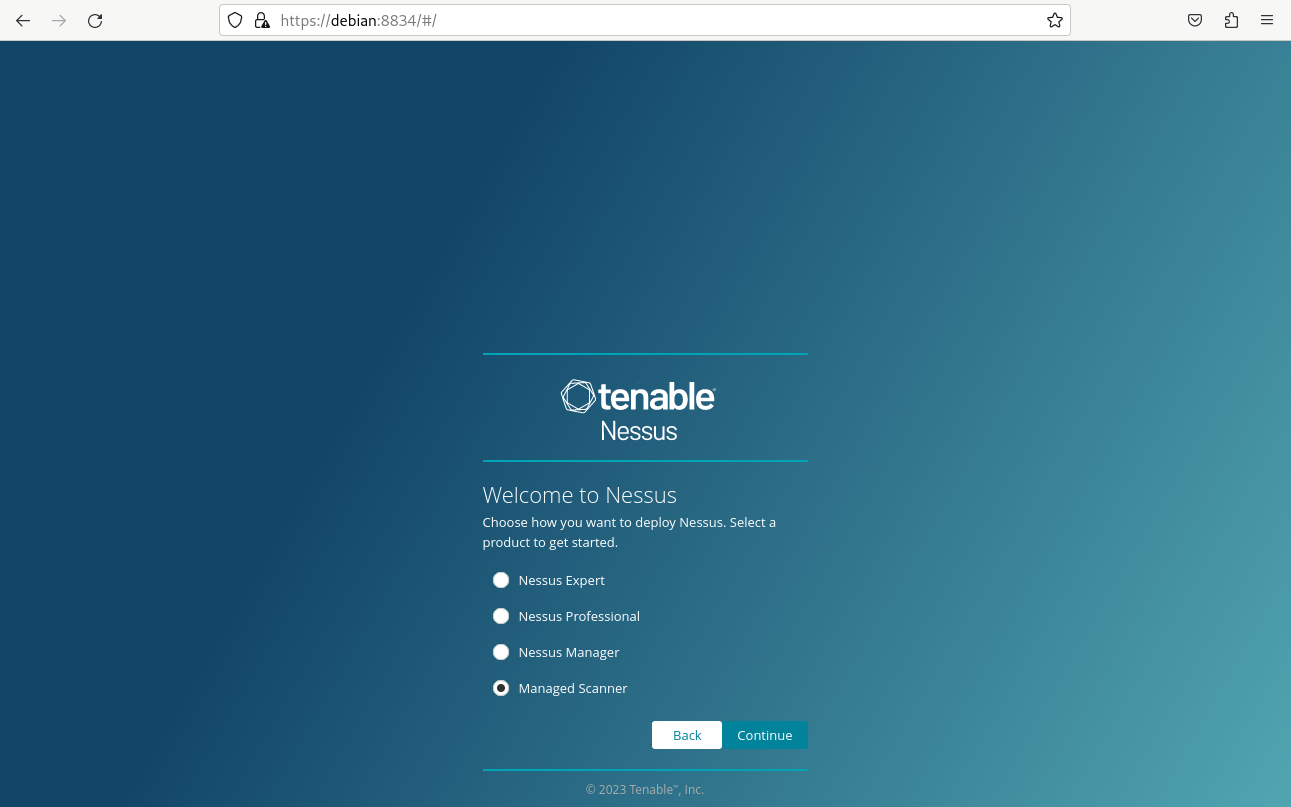 https://debian:8834/#/
tenable®
Nessus
Welcome to Nessus
Choose how you want to deploy Nessus. Select a
product to get started.
Nessus Expert
Nessus Professional
Nessus Manager
Managed Scanner
Back Continue
© 2023 Tenable™, Inc.